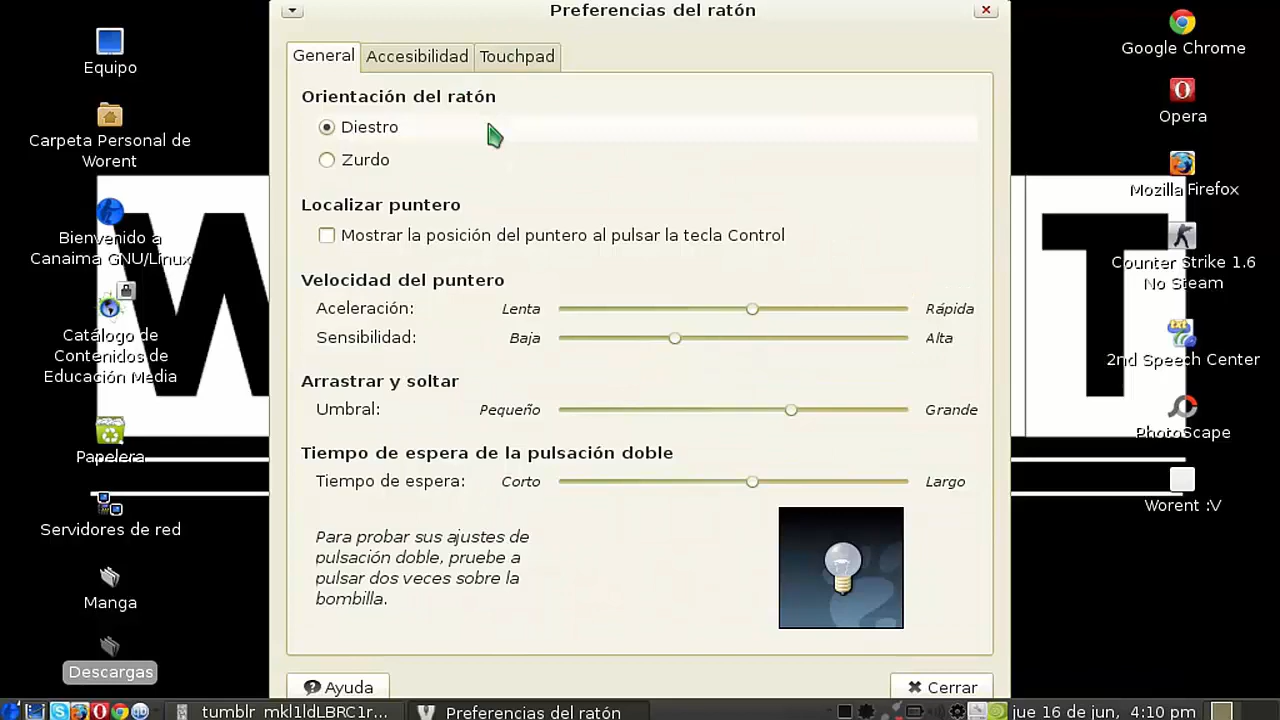 Preferencias del ratón
General
Accesibilidad
Touchpad
Orientación del ratón
Diestro
Zurdo
Localizar puntero
Mostrar la posición del puntero al pulsar la tecla Control
Velocidad del puntero
Aceleración:
Lenta
Rápida
Sensibilidad:
Baja
Alta
Arrastrar y soltar
Umbral:
Pequeño
Grande
Tiempo de espera de la pulsación doble
Tiempo de espera:
Corto
Largo
Para probar sus ajustes de
pulsación doble, pruebe a
pulsar dos veces sobre la
bombilla.
Ayuda
Cerrar
Equipo
Carpeta Personal de
Worent
Bienvenido a
Canaima GNU/Linux
Catálogo de
Contenidos de
Educación Media
Papelera
Servidores de red
Manga
Descargas
Google Chrome
Opera
Mozilla Firefox
Counter Strike 1.6
No Steam
txt
2nd Speech Center
PhotoScape
Worent :V
W
T
tumblr_mkl1ldLBRC1r...
Preferencias del ratón
jue 16 de jun, 4:10 pm